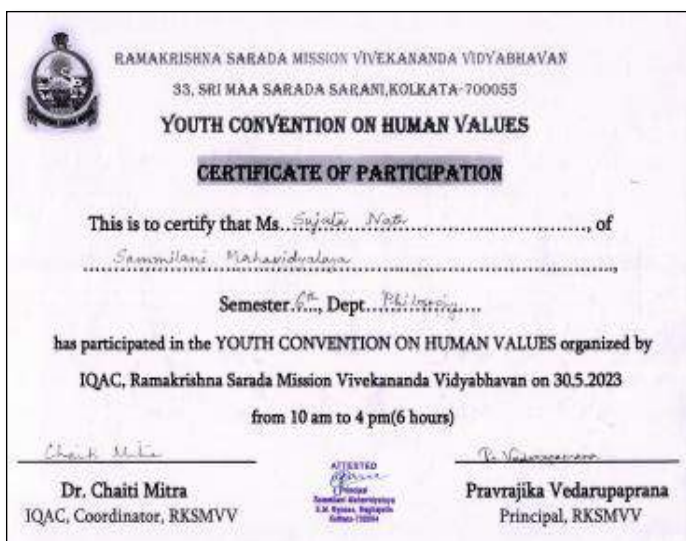 RAMAKRISHNA SARADA MISSION VIVEKANANDA VIDYABHAVAN
33, SRI MAA SARADA SARANI,KOLKATA-700055
YOUTH CONVENTION ON HUMAN VALUES
CERTIFICATE OF PARTICIPATION
This is to certify that Ms. Sujata, of
Sammilani Mahavidyalaya,
Semester 6th, Dept Philosophy
has participated in the YOUTH CONVENTION ON HUMAN VALUES organized by
IQAC, Ramakrishna Sarada Mission Vivekananda Vidyabhavan on 30.5.2023
from 10 am to 4 pm(6 hours)
Chaiti Mitra
ATTESTED
Principal
Sammilani Mahavidyalaya
Dr. Chaiti Mitra
IQAC, Coordinator, RKSMVV
Pravrajika Vedarupaprana
Principal, RKSMVV